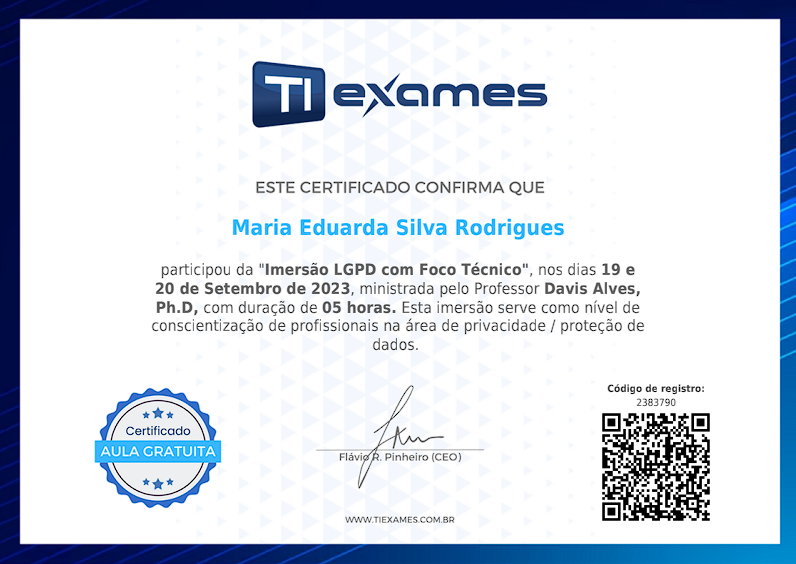 TI exames
ESTE CERTIFICADO CONFIRMA QUE
Maria Eduarda Silva Rodrigues
participou da "Imersão LGPD com Foco Técnico", nos dias 19 e
20 de Setembro de 2023, ministrada pelo Professor Davis Alves,
Ph.D, com duração de 05 horas. Esta imersão serve como nível de
conscientização de profissionais na área de privacidade / proteção de
dados.
Certificado
AULA GRATUITA
Flávio R. Pinheiro (CEO)
WWW.TIEXAMES.COM.BR
Código de registro:
2383790